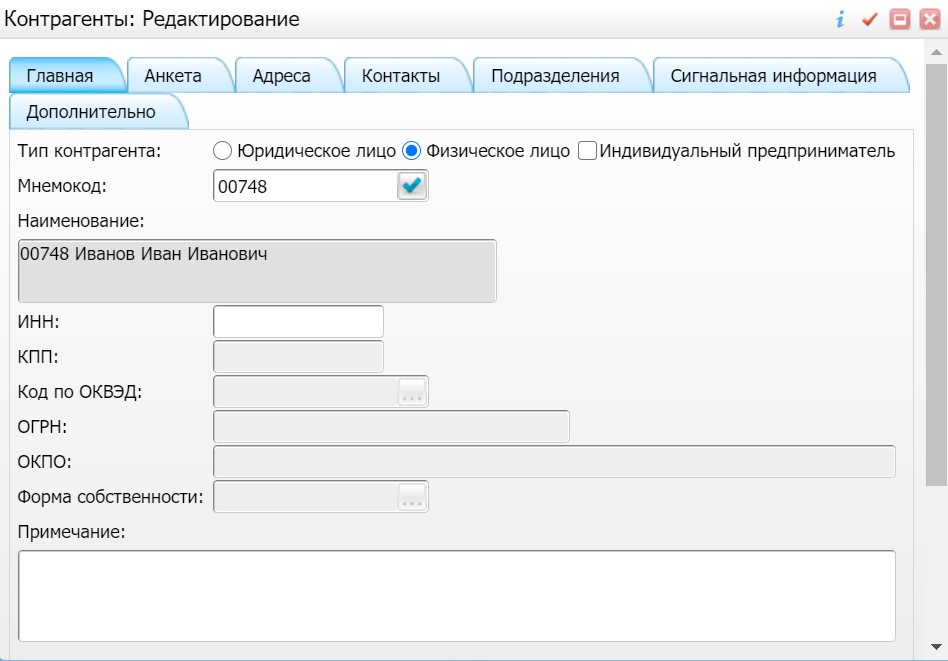 Контрагенты: Редактирование
Главная Анкета Адреса Контакты Подразделения Сигнальная информация
Дополнительно
Тип контрагента: Юридическое лицо Физическое лицо Индивидуальный предприниматель
Мнемокод: 00748
Наименование:
00748 Иванов Иван Иванович
ИНН:
КПП:
Код по ОКВЭД: ...
ОГРН:
ОКПО:
Форма собственности: ...
Примечание: